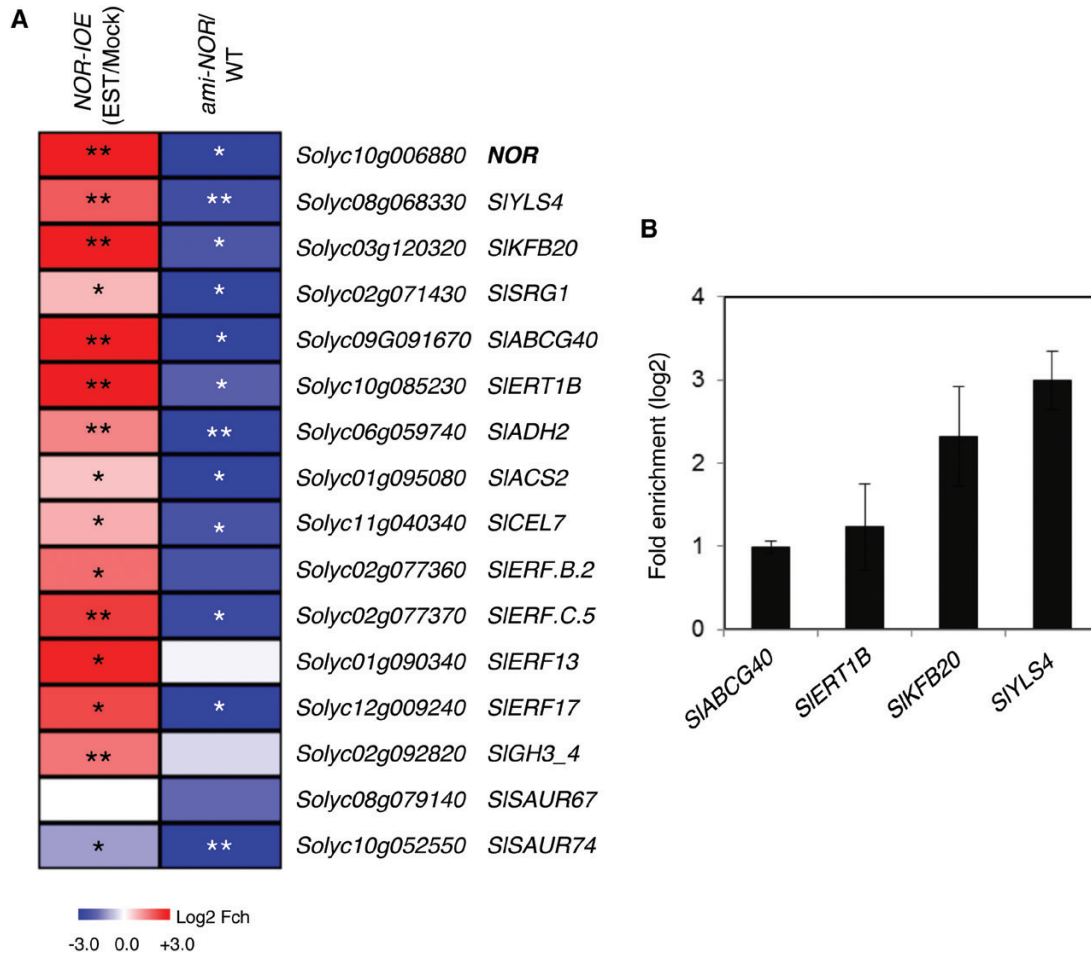 A
NOR-IOE
(EST/Mock)
ami-NOR/
WT
** * Solyc10g006880 NOR
** ** Solyc08g068330 SlYLS4
** * Solyc03g120320 SlKFB20
* * Solyc02g071430 SlSRG1
** * Solyc09G091670 SlABCG40
** * Solyc10g085230 SlERT1B
** ** Solyc06g059740 SlADH2
* * Solyc01g095080 SlACS2
* * Solyc11g040340 SlCEL7
* Solyc02g077360 SlERF.B.2
** * Solyc02g077370 SlERF.C.5
* Solyc01g090340 SlERF13
* * Solyc12g009240 SlERF17
** Solyc02g092820 SlGH3_4
Solyc08g079140 SlSAUR67
* ** Solyc10g052550 SlSAUR74
Log2 Fch
-3.0 0.0 +3.0
B
Fold enrichment (log2)
4
3
2
1
0
SlABCG40
SlERT1B
SlKFB20
SlYLS4